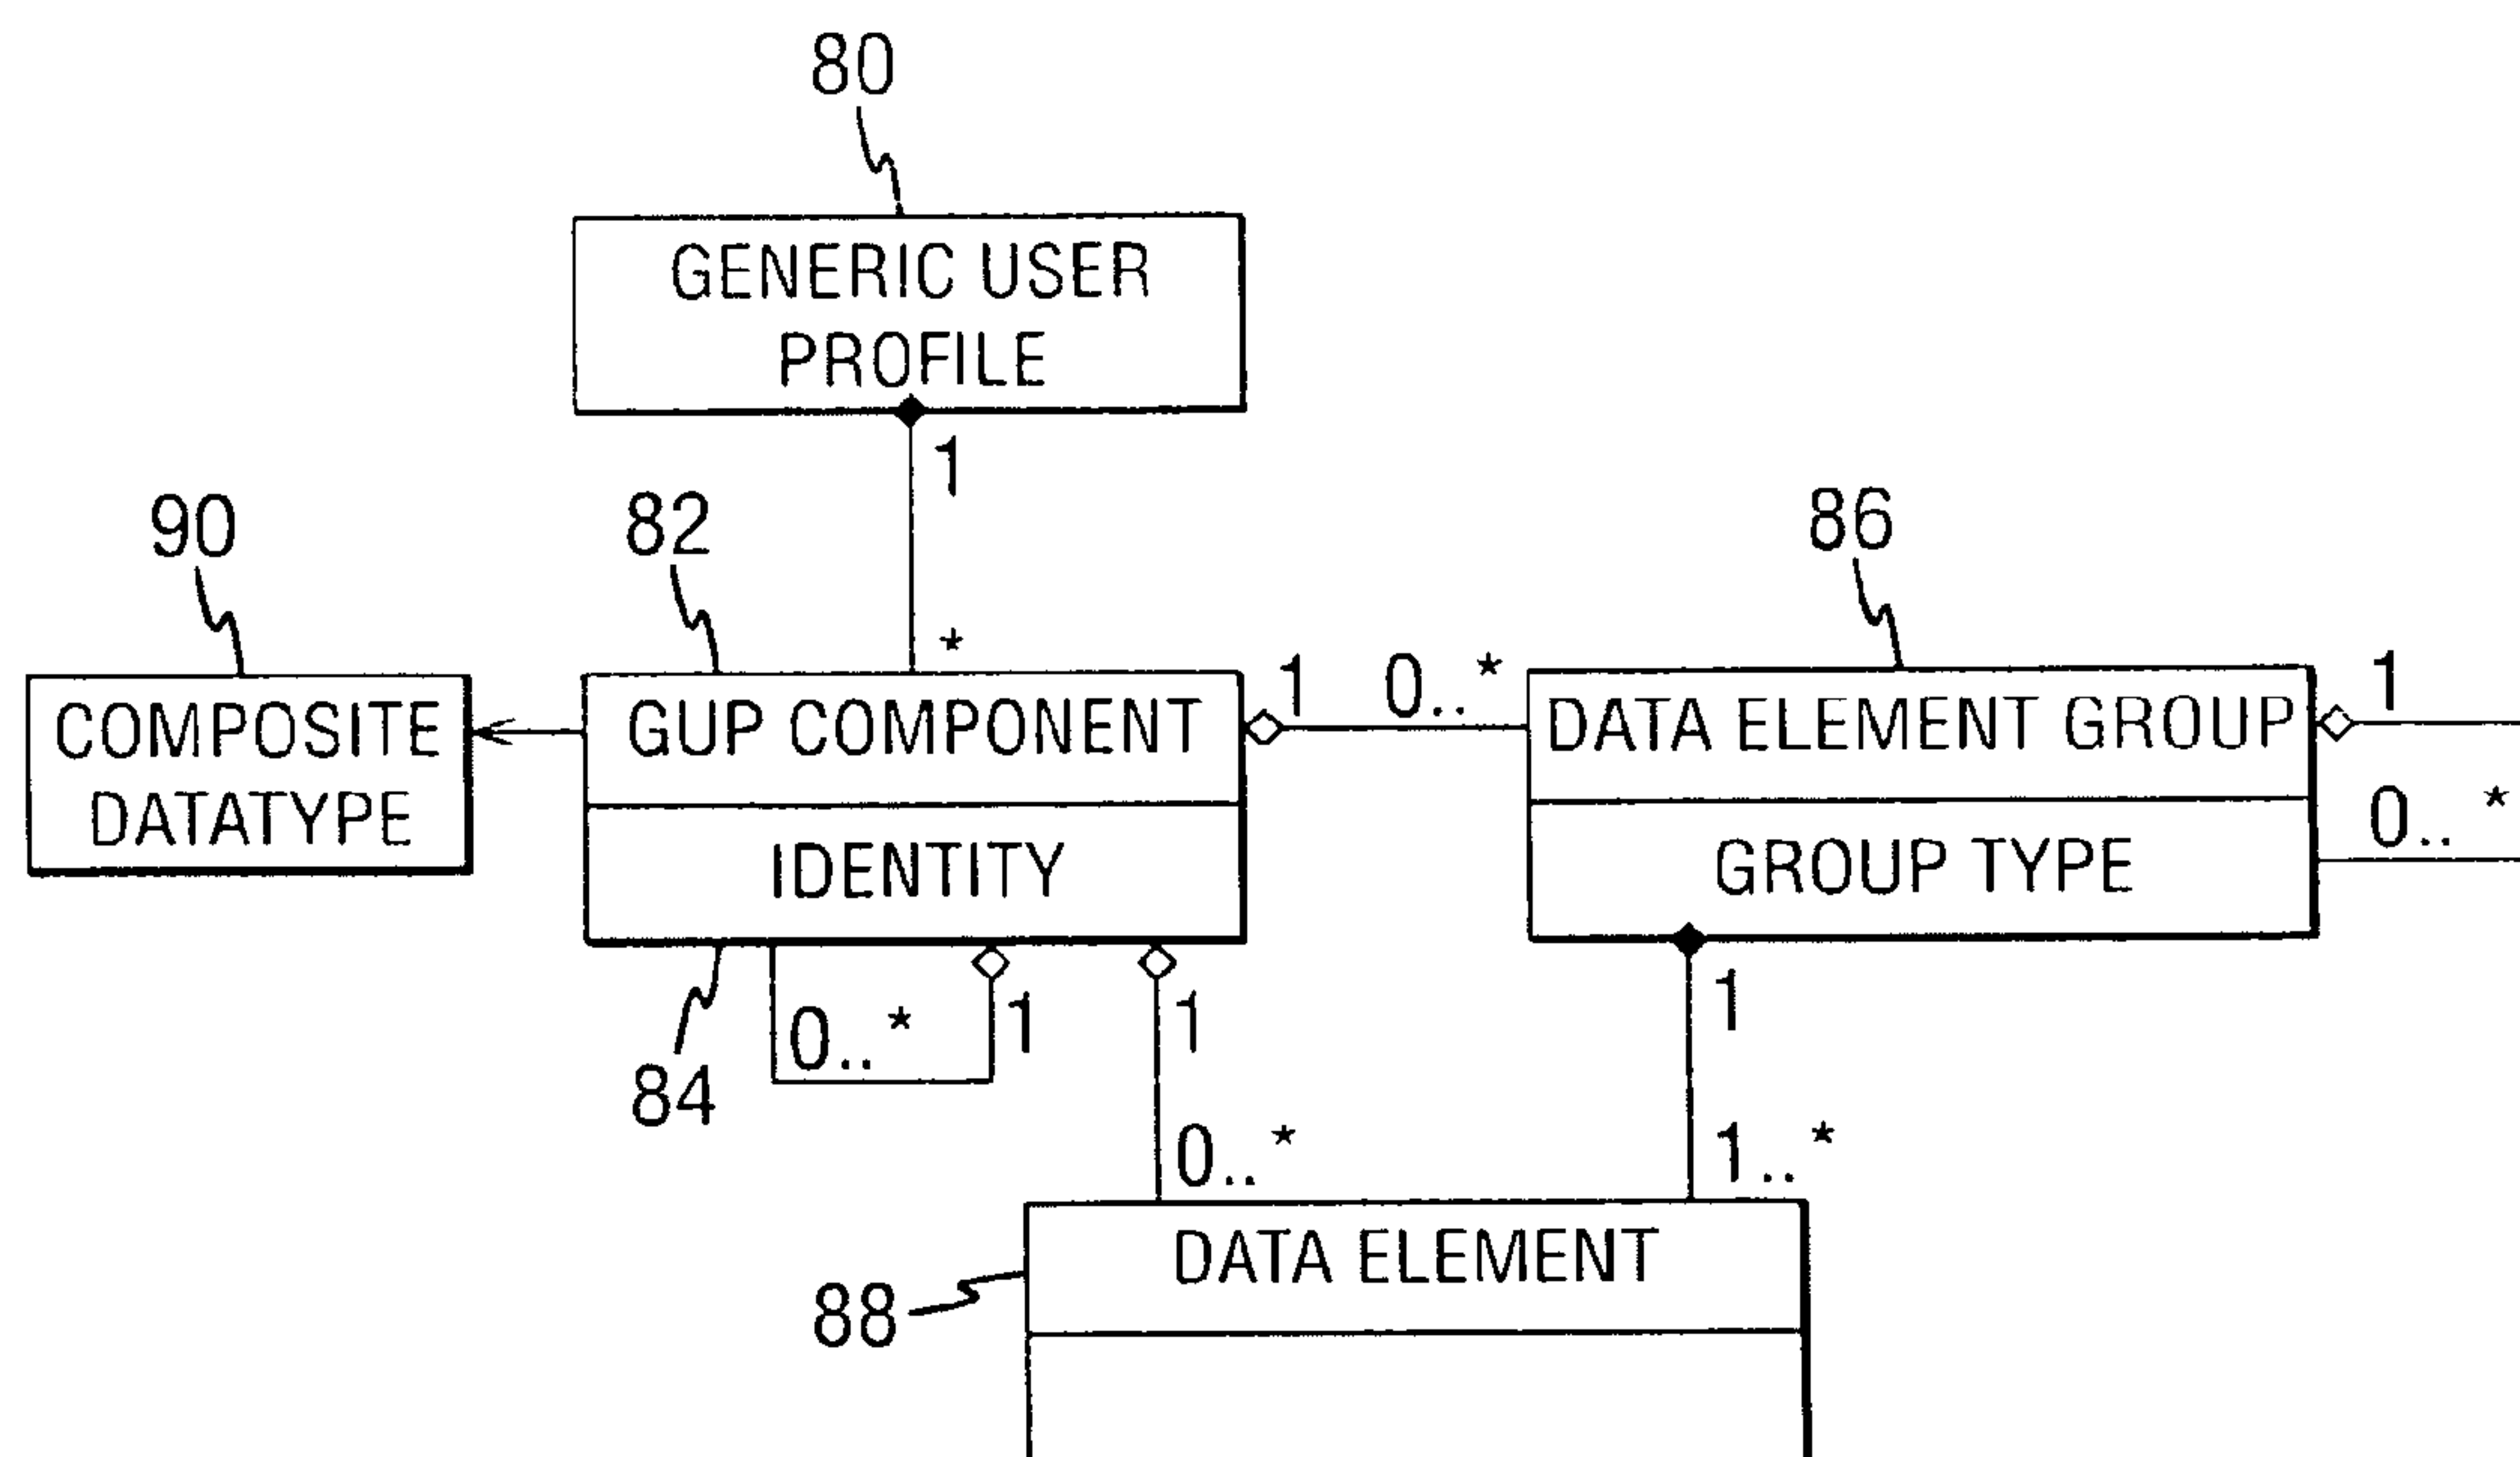 80
GENERIC USER
PROFILE
1
90
82
86
*
1
0..*
1
COMPOSITE
DATATYPE
GUP COMPONENT
DATA ELEMENT GROUP
0..*
IDENTITY
GROUP TYPE
0..*
1
1
1
84
0..*
1..*
DATA ELEMENT
88